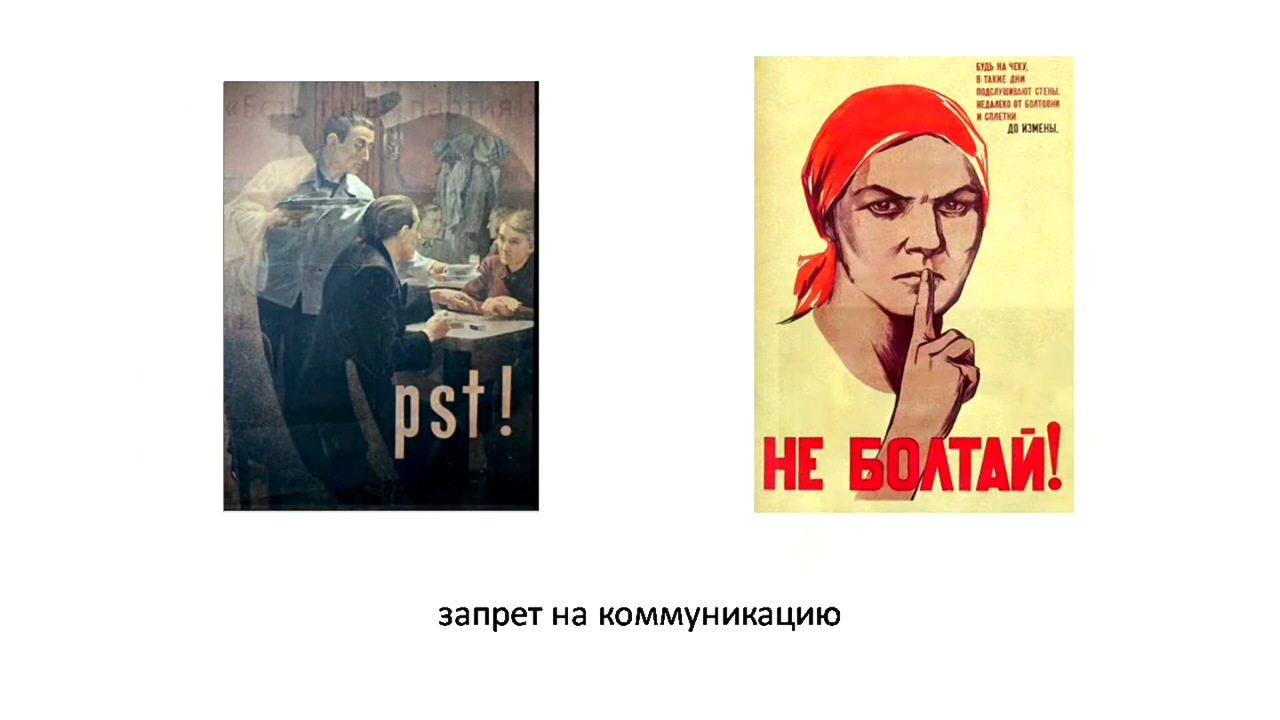 pst!
БУДЬ НА ЧЕКУ,
В ТАКИЕ ДНИ
ПОДСЛУШИВАЮТ СТЕНЫ.
НЕДАЛЕКО ОТ БОЛТОВНИ
И СПЛЕТНИ
ДО ИЗМЕНЫ.
НЕ БОЛТАЙ!
запрет на коммуникацию